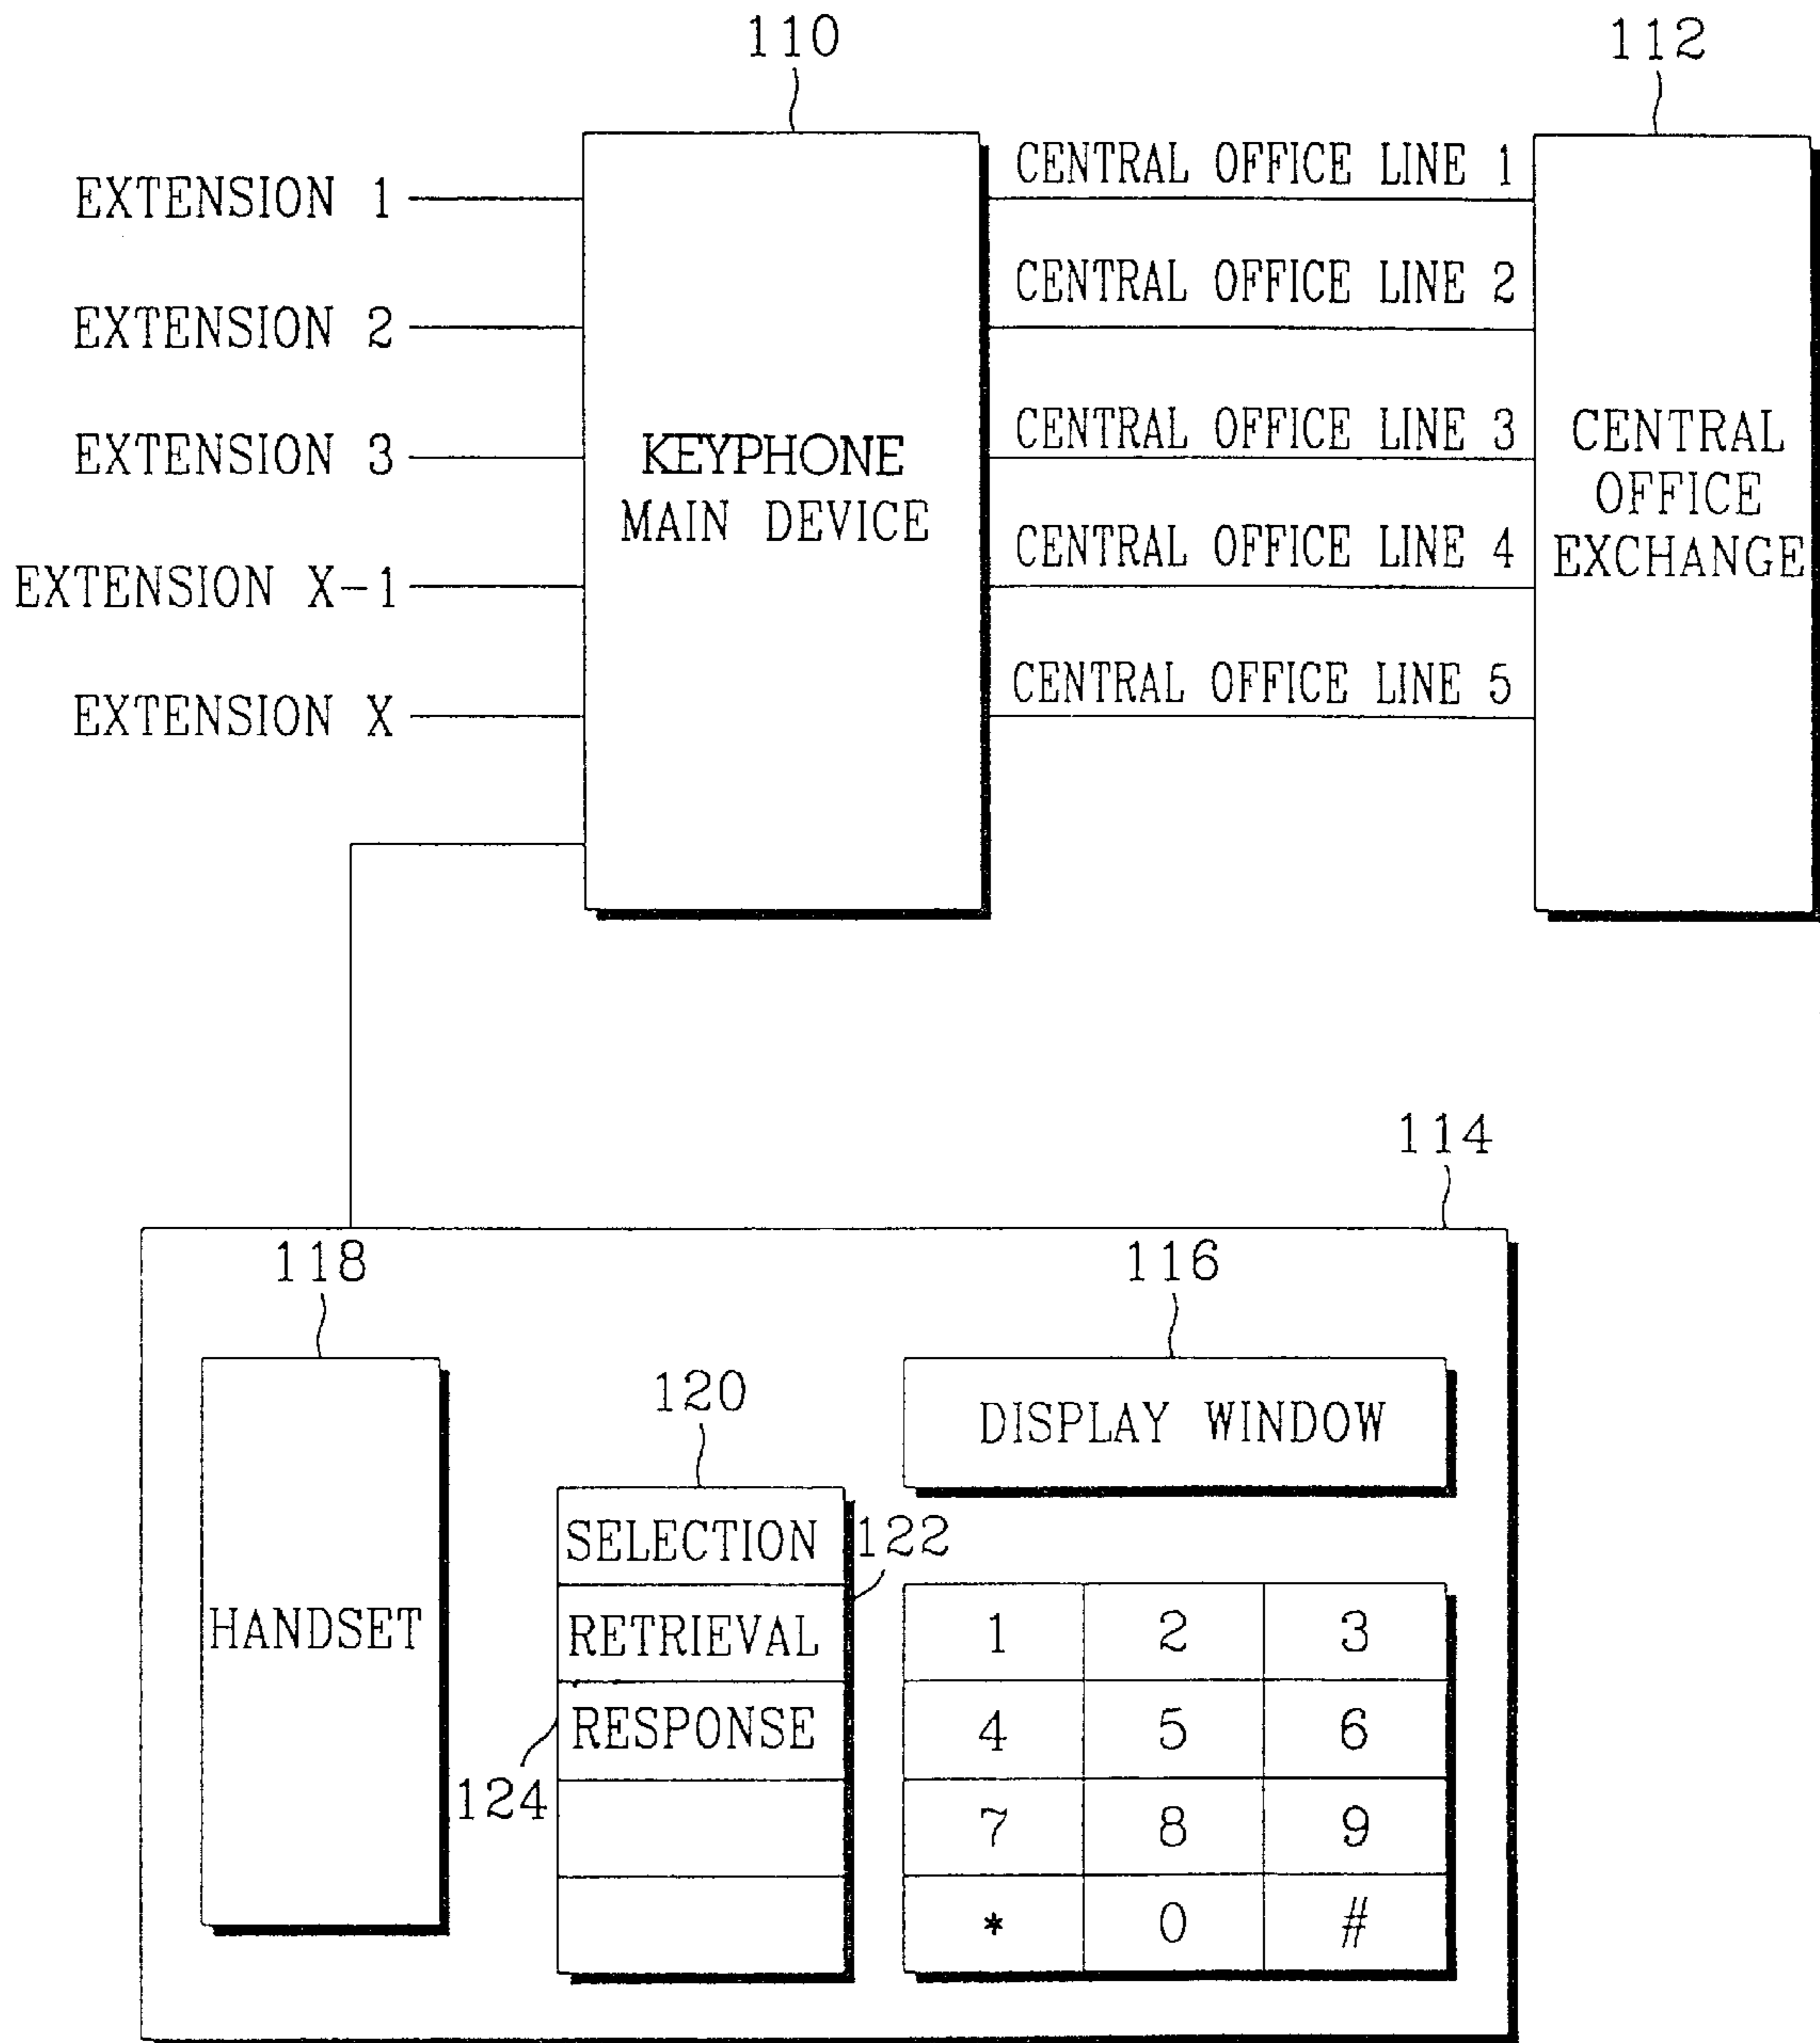 110
112
EXTENSION 1
EXTENSION 2
EXTENSION 3
EXTENSION X-1
EXTENSION X
KEYPHONE
MAIN DEVICE
CENTRAL OFFICE LINE 1
CENTRAL OFFICE LINE 2
CENTRAL OFFICE LINE 3
CENTRAL OFFICE LINE 4
CENTRAL OFFICE LINE 5
CENTRAL
OFFICE
EXCHANGE
114
118
116
120
DISPLAY WINDOW
HANDSET
SELECTION
122
RETRIEVAL
RESPONSE
124
1 2 3
4 5 6
7 8 9
* 0 #